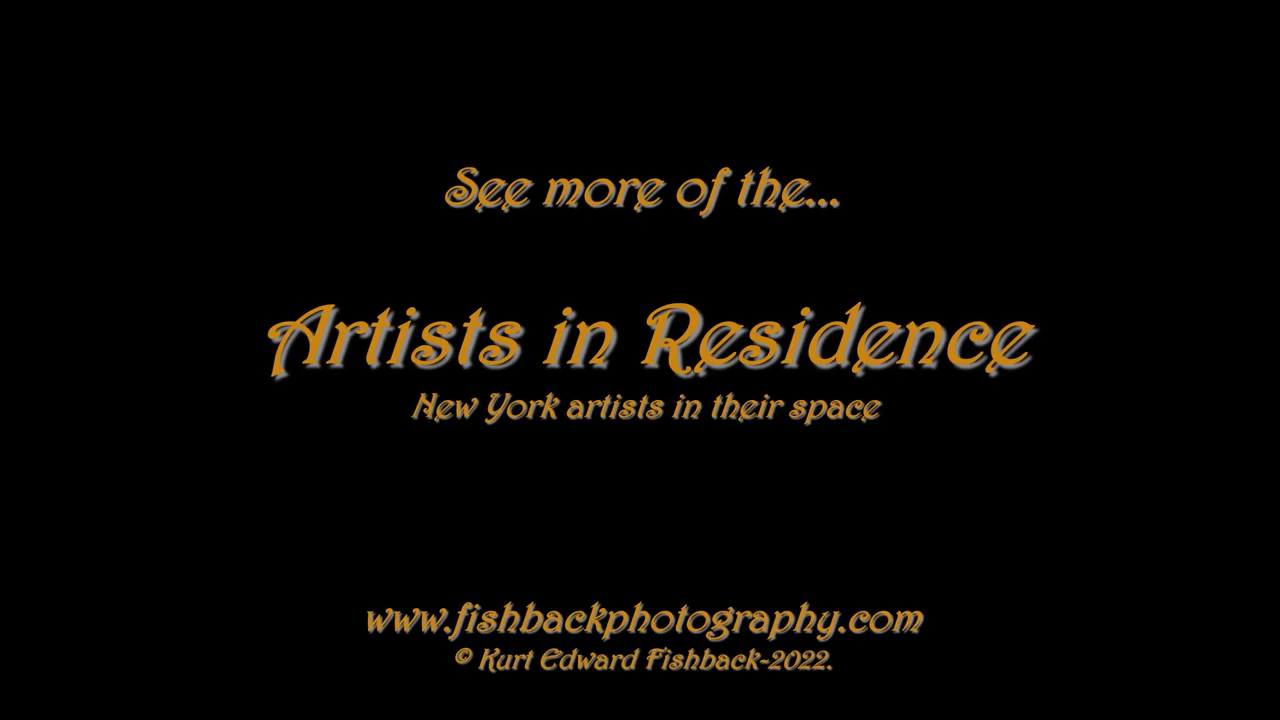 See more of the...
Artists in Residence
New York artists in their space
www.fishbackphotography.com
© Kurt Edward Fishback-2022.